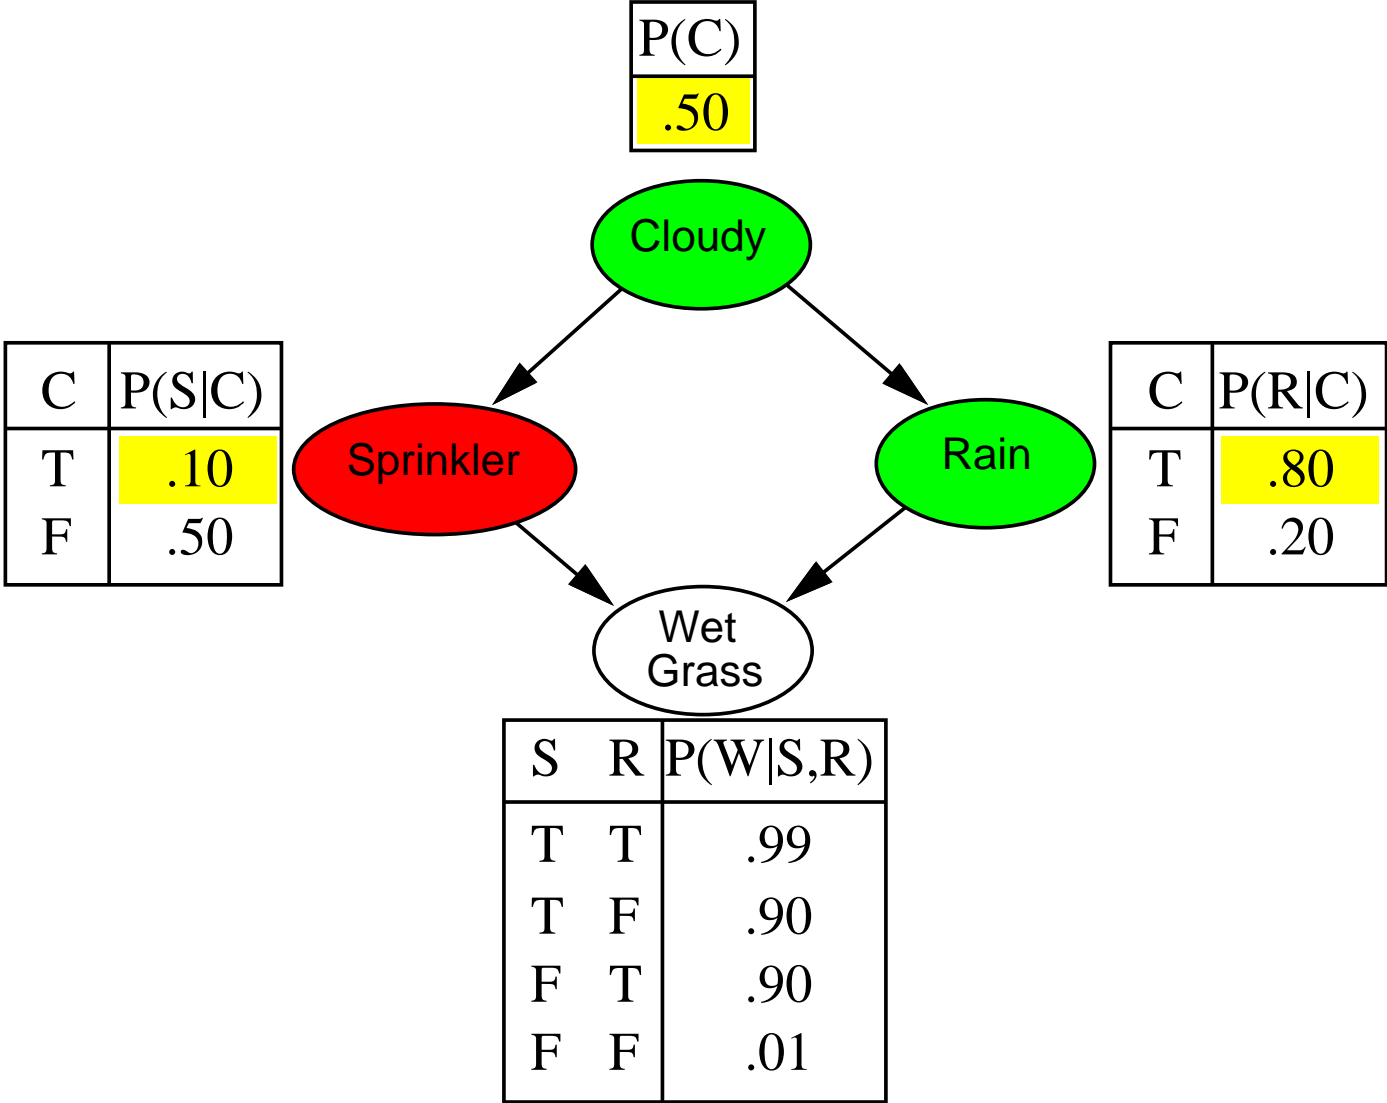 P(C)
.50
Cloudy
C P(S|C)
T .10
F .50
Sprinkler
Rain
C P(R|C)
T .80
F .20
Wet
Grass
S R P(W|S,R)
T T .99
T F .90
F T .90
F F .01